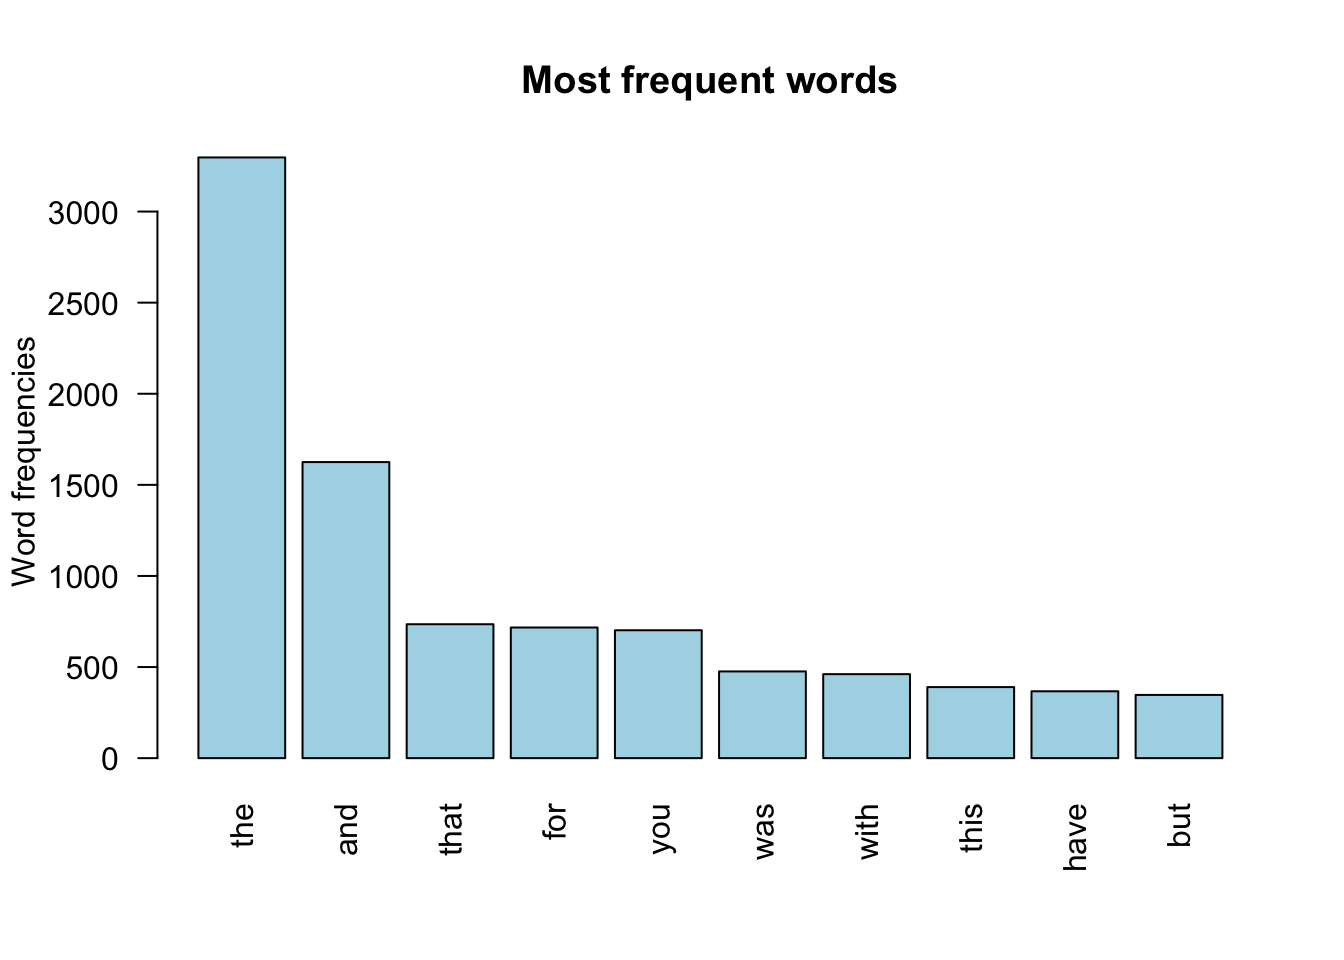 Most frequent words
Word frequencies
3000
2500
2000
1500
1000
500
0
the
and
that
for
you
was
with
this
have
but